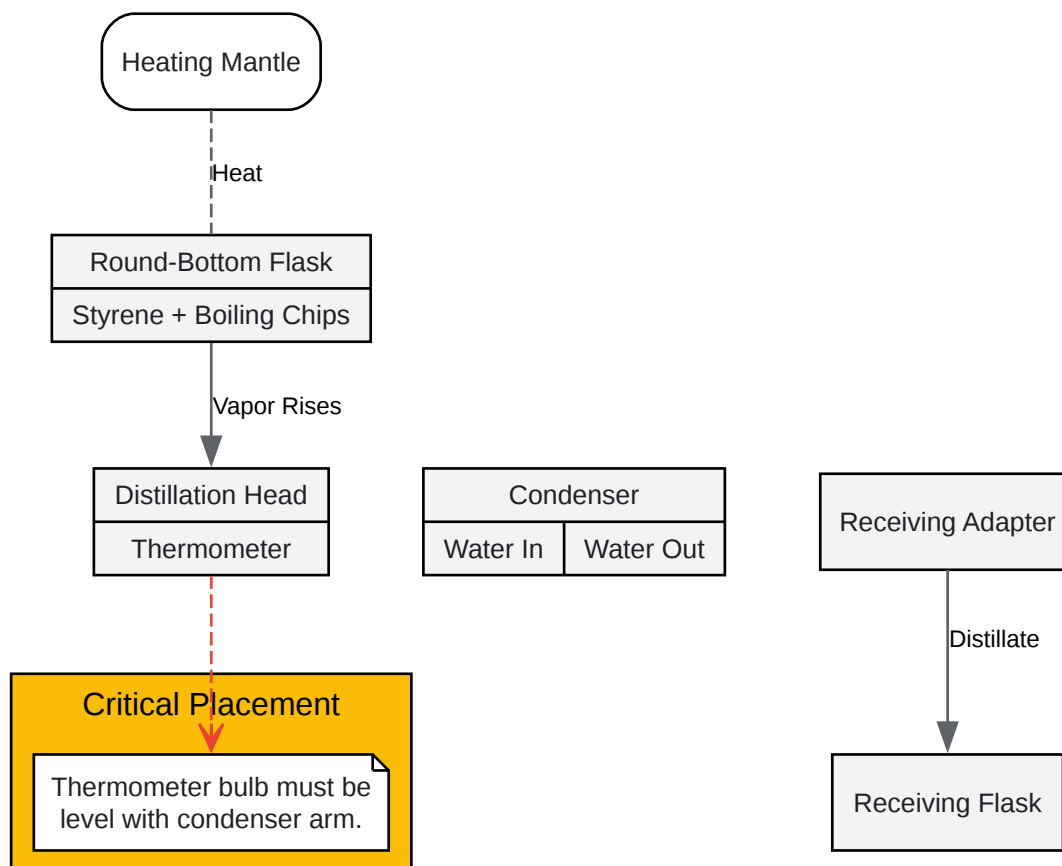 Heating Mantle
Heat
Round-Bottom Flask
Styrene + Boiling Chips
Vapor Rises
Distillation Head
Thermometer
Condenser
Water In
Water Out
Receiving Adapter
Distillate
Critical Placement
Thermometer bulb must be
level with condenser arm.
Receiving Flask